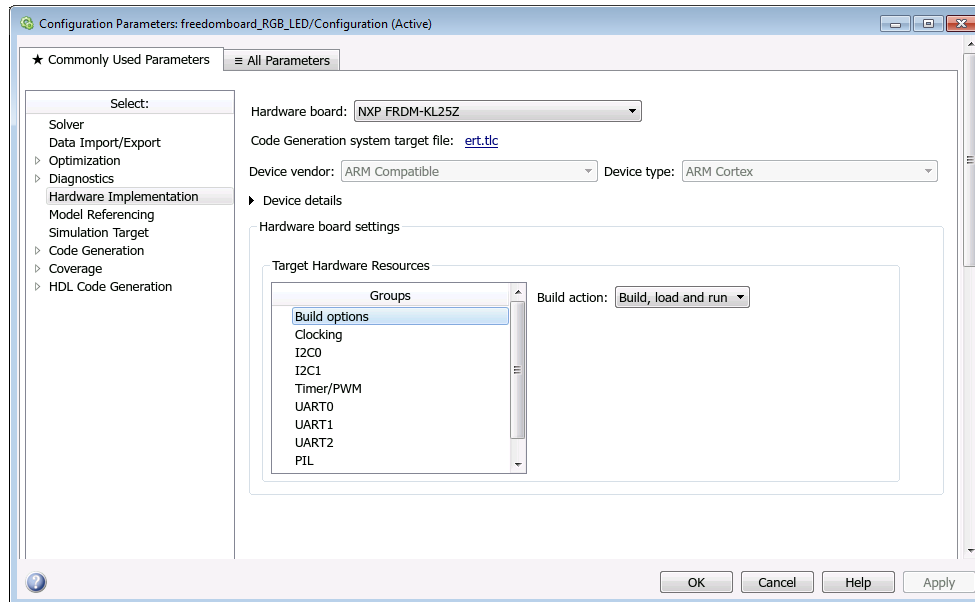 Configuration Parameters: freedomboard_RGB_LED/Configuration (Active)
★ Commonly Used Parameters
≡ All Parameters
Select:
Solver
Data Import/Export
Optimization
Diagnostics
Hardware Implementation
Model Referencing
Simulation Target
Code Generation
Coverage
HDL Code Generation
Hardware board: NXP FRDM-KL25Z
Code Generation system target file: ert.tlc
Device vendor: ARM Compatible Device type: ARM Cortex
Device details
Hardware board settings
Target Hardware Resources
Groups
Build options
Clocking
I2C0
I2C1
Timer/PWM
UART0
UART1
UART2
PIL
Build action: Build, load and run
OK Cancel Help Apply